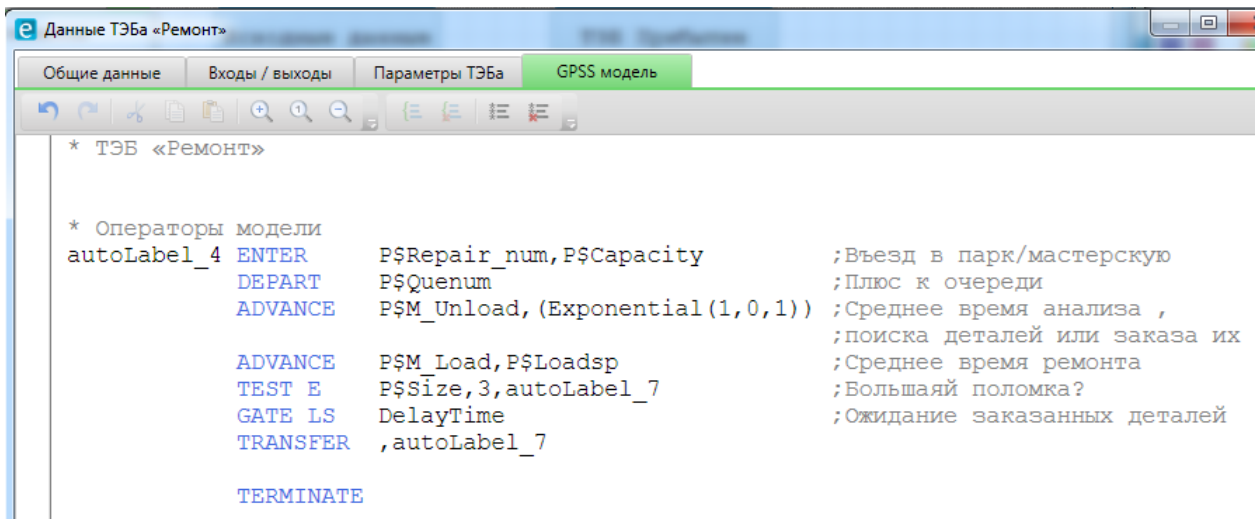 Данные ТЭБа «Ремонт»
Общие данные Входы / выходы Параметры ТЭБа GPSS модель
* ТЭБ «Ремонт»
* Операторы модели
autoLabel_4 ENTER P$Repair_num,P$Capacity ;Въезд в парк/мастерскую
DEPART P$Quenum ;Плюс к очереди
ADVANCE P$M_Unload,(Exponential(1,0,1)) ;Среднее время анализа ,
;поиска деталей или заказа их
ADVANCE P$M_Load,P$Loadsp ;Среднее время ремонта
TEST E P$Size,3,autoLabel_7 ;Большаяй поломка?
GATE LS DelayTime ;Ожидание заказанных деталей
TRANSFER ,autoLabel_7
TERMINATE